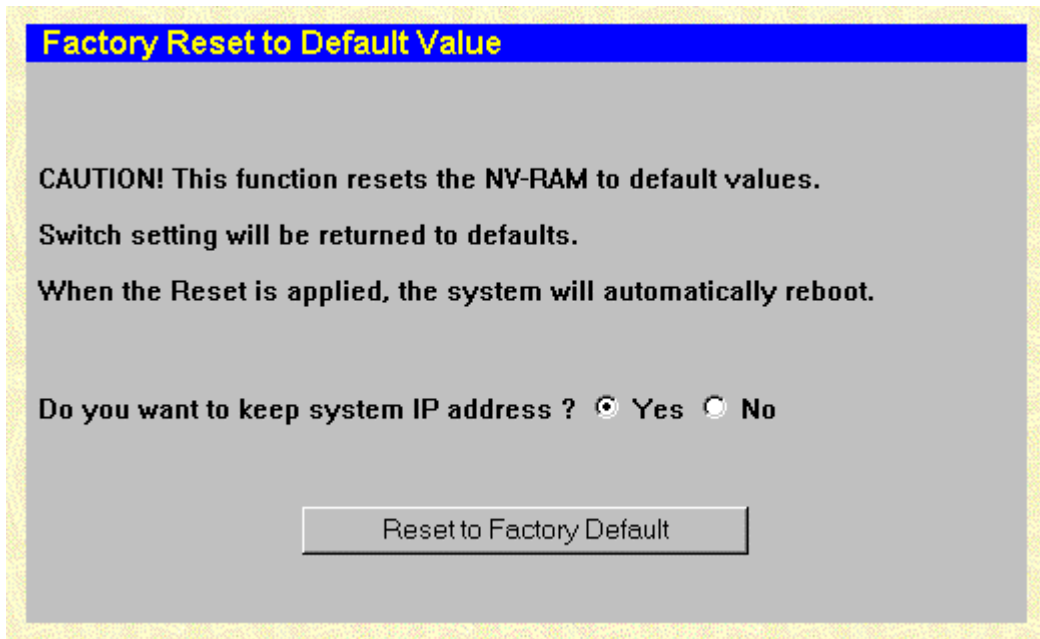 Factory Reset to Default Value
CAUTION! This function resets the NV-RAM to default values.
Switch setting will be returned to defaults.
When the Reset is applied, the system will automatically reboot.
Do you want to keep system IP address ? Yes No
Reset to Factory Default